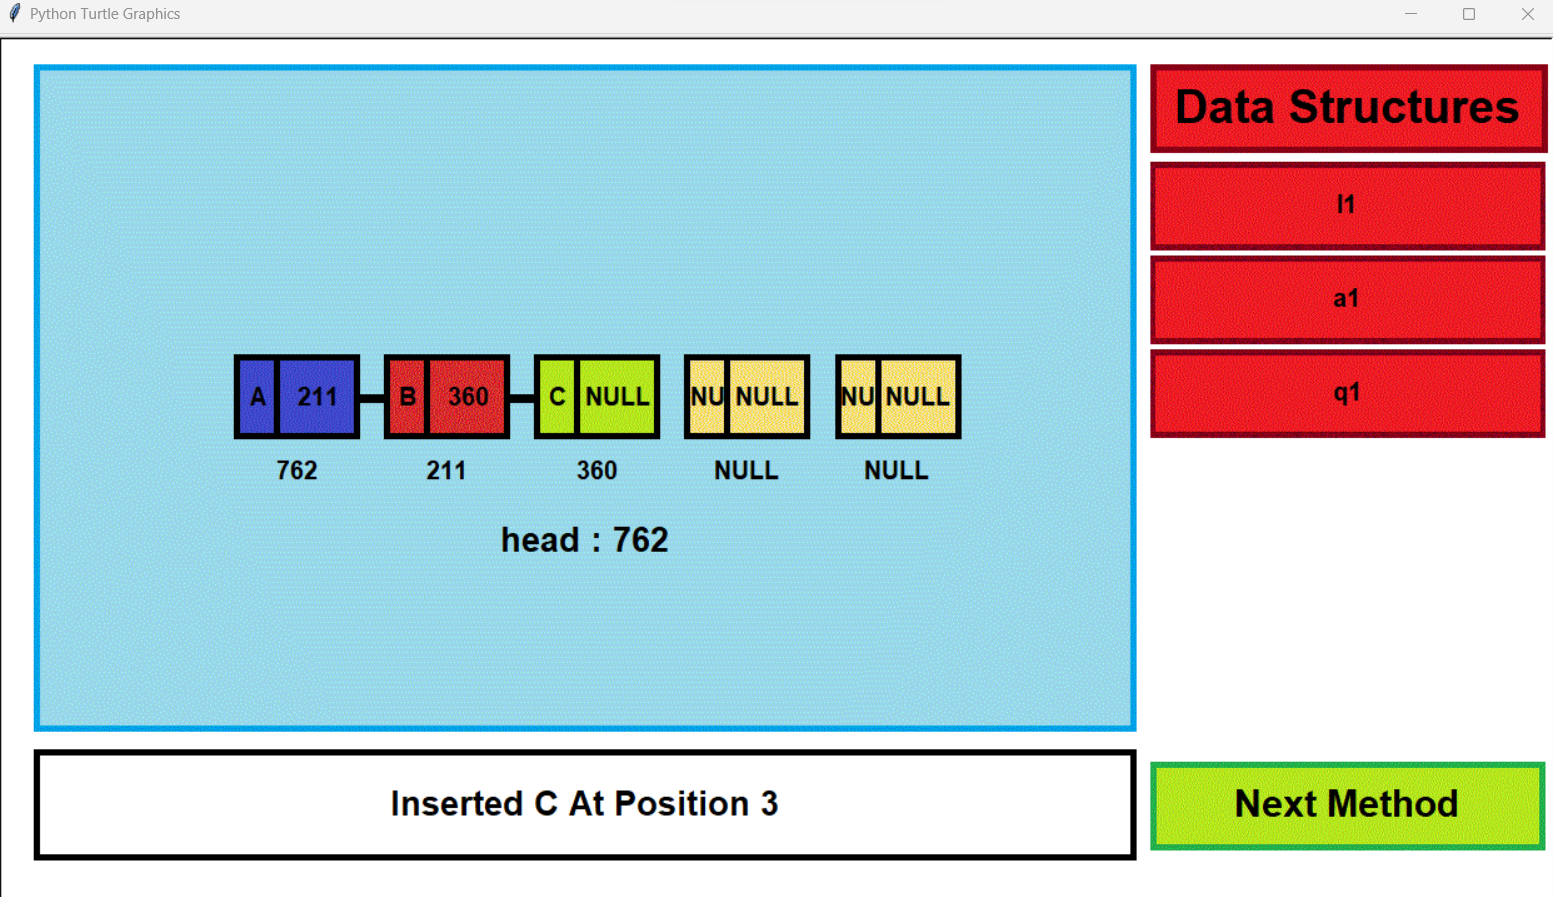 Python Turtle Graphics
Data Structures
l1
a1
q1
A 211 B 360 C NULL NU NULL NU NULL
762 211 360 NULL NULL
head : 762
Inserted C At Position 3
Next Method